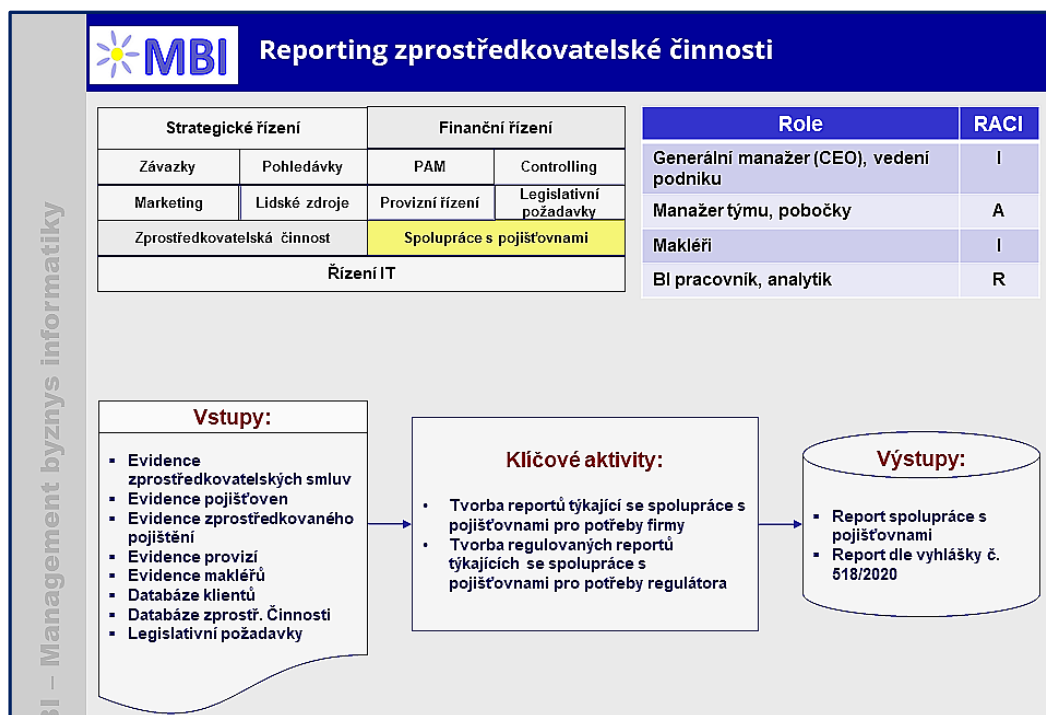 MBI
Reporting zprostředkovatelské činnosti
Strategické řízení
Finanční řízení
Závazky
Pohledávky
PAM
Controlling
Marketing
Lidské zdroje
Provizní řízení
Legislativní
požadavky
Zprostředkovatelská činnost
Spolupráce s pojišťovnami
Řízení IT
Role
RACI
Generální manažer (CEO), vedení
podniku
I
Manažer týmu, pobočky
A
Makléři
I
BI pracovník, analytik
R
Vstupy:
▪ Evidence
zprostředkovatelských smluv
▪ Evidence pojišťoven
▪ Evidence zprostředkovaného
pojištění
▪ Evidence provizí
▪ Evidence makléřů
▪ Databáze klientů
▪ Databáze zprostř. Činnosti
▪ Legislativní požadavky
Klíčové aktivity:
• Tvorba reportů týkající se spolupráce s
pojišťovnami pro potřeby firmy
• Tvorba regulovaných reportů
týkajících se spolupráce s
pojišťovnami pro potřeby regulátora
Výstupy:
▪ Report spolupráce s
pojišťovnami
▪ Report dle vyhlášky č.
518/2020
BI – Management byznys informatiky